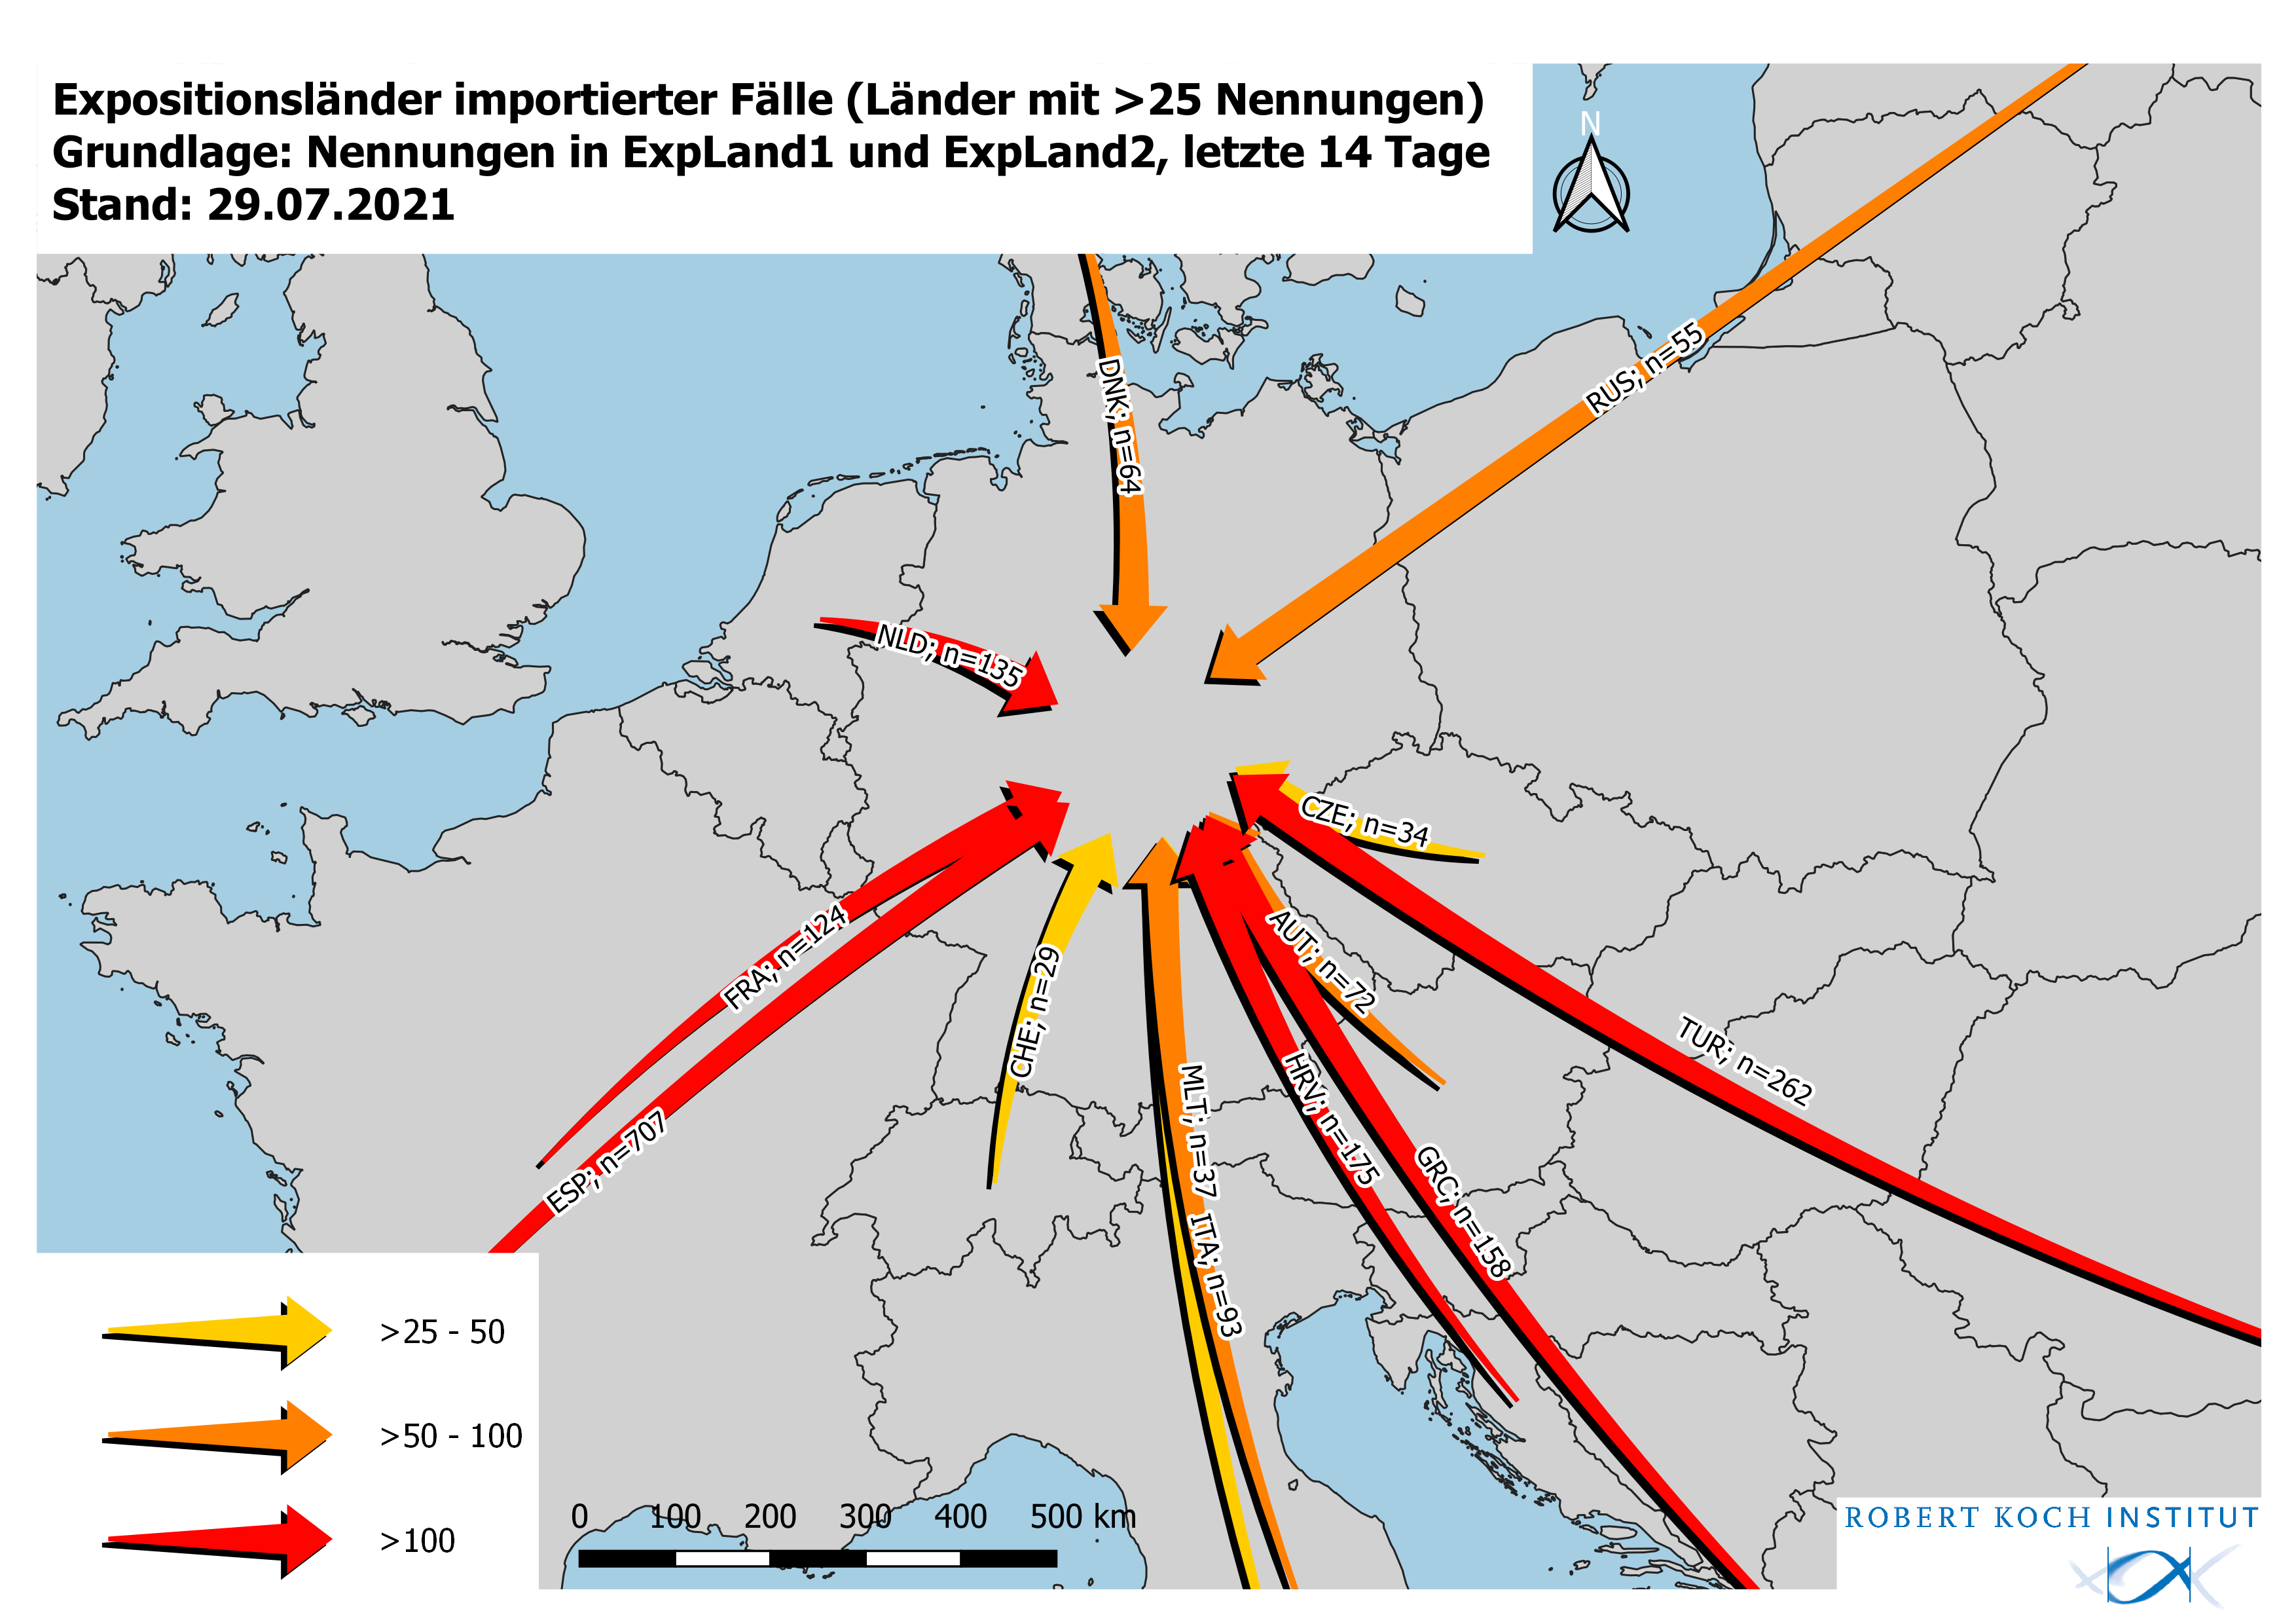 Expositionsländer importierter Fälle (Länder mit >25 Nennungen)
Grundlage: Nennungen in ExpLand1 und ExpLand2, letzte 14 Tage
Stand: 29.07.2021
N
RUS; n=55
DNK; n=64
NLD; n=135
CZE; n=34
FRA; n=124
AUT; n=72
CHE; n=29
TUR; n=262
MLT; n=37
HRV; n=175
ESP; n=707
GRC; n=158
ITA; n=93
>25 - 50
>50 - 100
>100
0 100 200 300 400 500 km
ROBERT KOCH INSTITUT